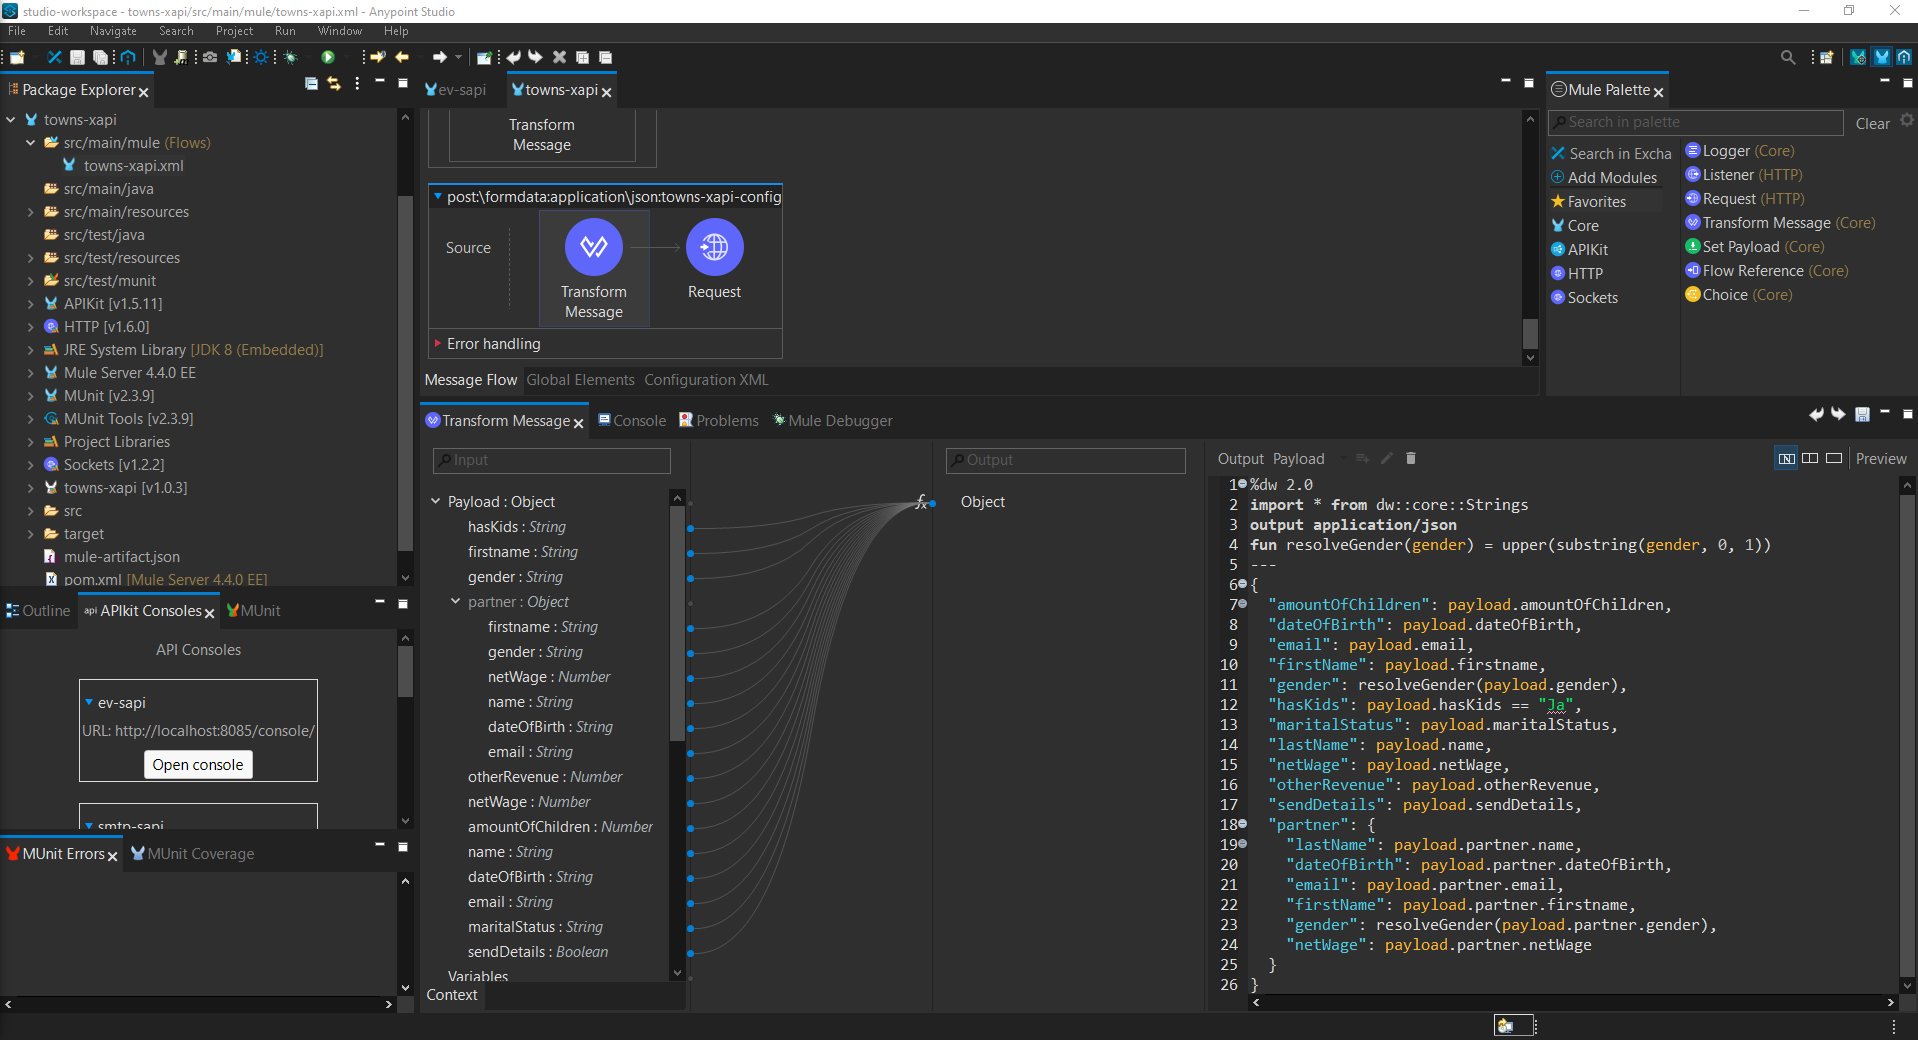 studio-workspace - towns-xapi/src/main/mule/towns-xapi.xml - Anypoint Studio
File Edit Navigate Search Project Run Window Help
Package Explorer
towns-xapi
src/main/mule (Flows)
towns-xapi.xml
src/main/java
src/main/resources
src/test/java
src/test/resources
src/test/munit
APIKit [v1.5.11]
HTTP [v1.6.0]
JRE System Library [JDK 8 (Embedded)]
Mule Server 4.4.0 EE
MUnit [v2.3.9]
MUnit Tools [v2.3.9]
Project Libraries
Sockets [v1.2.2]
towns-xapi [v1.0.3]
src
target
mule-artifact.json
pom.xml [Mule Server 4.4.0 EE]
Outline
api APIkit Consoles
MUnit
API Consoles
ev-sapi
URL: http://localhost:8085/console/
Open console
smtp-sapi
MUnit Errors
MUnit Coverage
ev-sapi
towns-xapi
Transform
Message
post:\formdata:application\json:towns-xapi-config
Source
Transform
Message
Request
Error handling
Message Flow
Global Elements
Configuration XML
Mule Palette
Search in palette
Clear
Search in Excha
Add Modules
Favorites
Core
APIKit
HTTP
Sockets
Logger (Core)
Listener (HTTP)
Request (HTTP)
Transform Message (Core)
Set Payload (Core)
Flow Reference (Core)
Choice (Core)
Transform Message
Console
Problems
Mule Debugger
Input
Payload : Object
hasKids : String
firstname : String
gender : String
partner : Object
firstname : String
gender : String
netWage : Number
name : String
dateOfBirth : String
email : String
otherRevenue : Number
netWage : Number
amountOfChildren : Number
name : String
dateOfBirth : String
email : String
maritalStatus : String
sendDetails : Boolean
Variables
Context
fx
Output
Object
Output Payload
Preview
1 %dw 2.0
2 import * from dw::core::Strings
3 output application/json
4 fun resolveGender(gender) = upper(substring(gender, 0, 1))
5 ---
6 {
7 "amountOfChildren": payload.amountOfChildren,
8 "dateOfBirth": payload.dateOfBirth,
9 "email": payload.email,
10 "firstName": payload.firstname,
11 "gender": resolveGender(payload.gender),
12 "hasKids": payload.hasKids == "Ja",
13 "maritalStatus": payload.maritalStatus,
14 "lastName": payload.name,
15 "netWage": payload.netWage,
16 "otherRevenue": payload.otherRevenue,
17 "sendDetails": payload.sendDetails,
18 "partner": {
19 "lastName": payload.partner.name,
20 "dateOfBirth": payload.partner.dateOfBirth,
21 "email": payload.partner.email,
22 "firstName": payload.partner.firstname,
23 "gender": resolveGender(payload.partner.gender),
24 "netWage": payload.partner.netWage
25 }
26 }